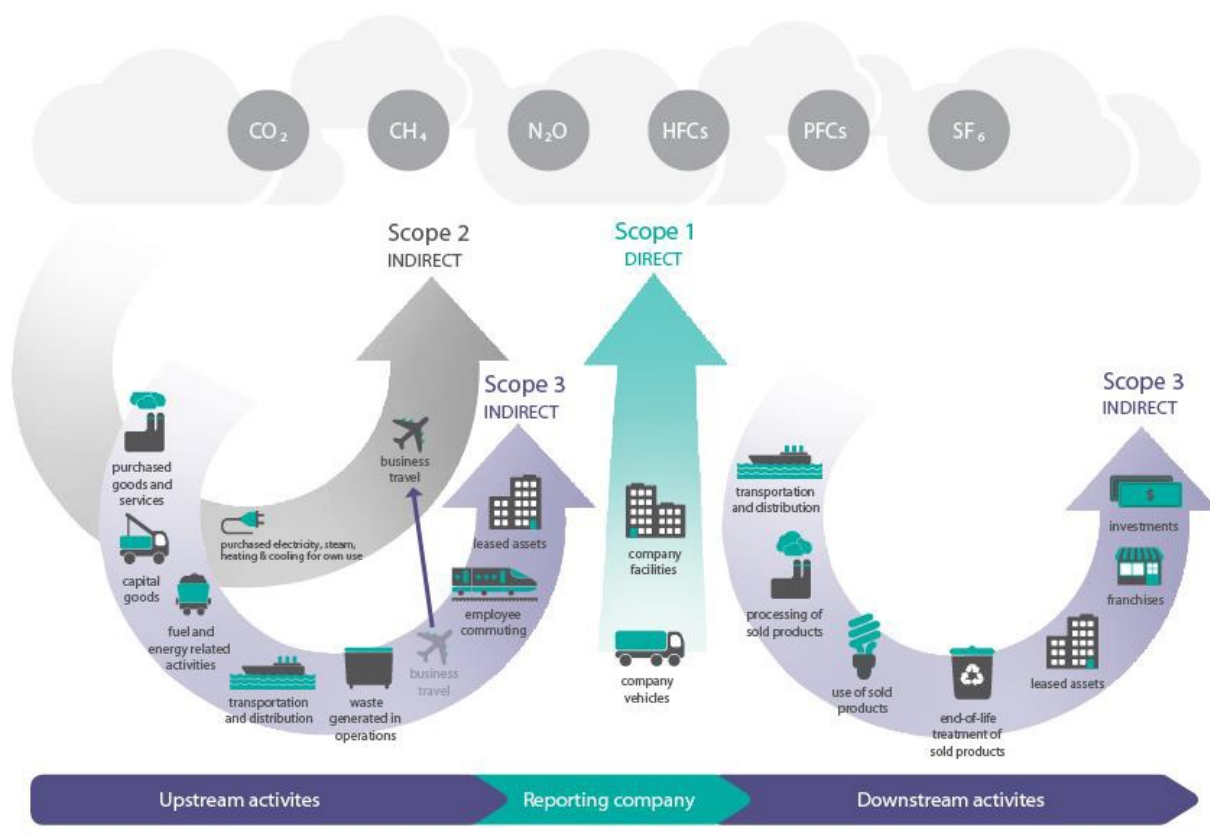 CO₂
CH₄
N₂O
HFCs
PFCs
SF₆
Scope 2
INDIRECT
Scope 1
DIRECT
Scope 3
INDIRECT
Scope 3
INDIRECT
purchased
goods and
services
capital
goods
fuel and
energy related
activities
transportation
and distribution
waste
generated in
operations
business
travel
employee
commuting
leased assets
purchased electricity, steam,
heating & cooling for own use
business
travel
company
facilities
company
vehicles
transportation
and distribution
processing of
sold products
use of sold
products
end-of-life
treatment of
sold products
leased assets
franchises
$
investments
Upstream activites
Reporting company
Downstream activites